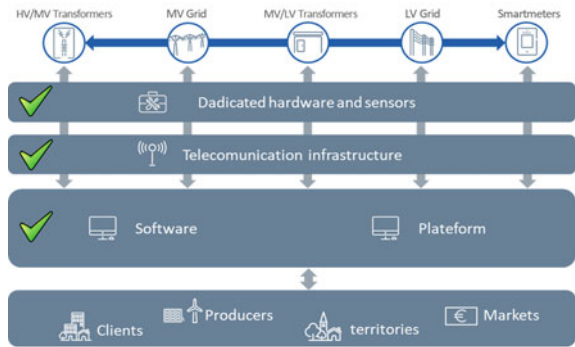 HV/MV Transformers MV Grid MV/LV Transformers LV Grid Smartmeters
Dadicated hardware and sensors
Telecomunication infrastructure
Software Plateform
Clients Producers territories € Markets